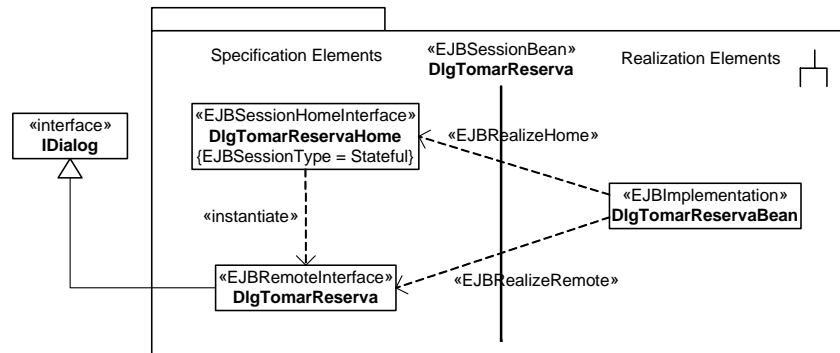 Specification Elements
«EJBSessionBean»
DlgTomarReserva
Realization Elements
«interface»
IDialog
«EJBSessionHomeInterface»
DlgTomarReservaHome
{EJBSessionType = Stateful}
«EJBRealizeHome»
«EJBImplementation»
DlgTomarReservaBean
«instantiate»
«EJBRemoteInterface»
DlgTomarReserva
«EJBRealizeRemote»